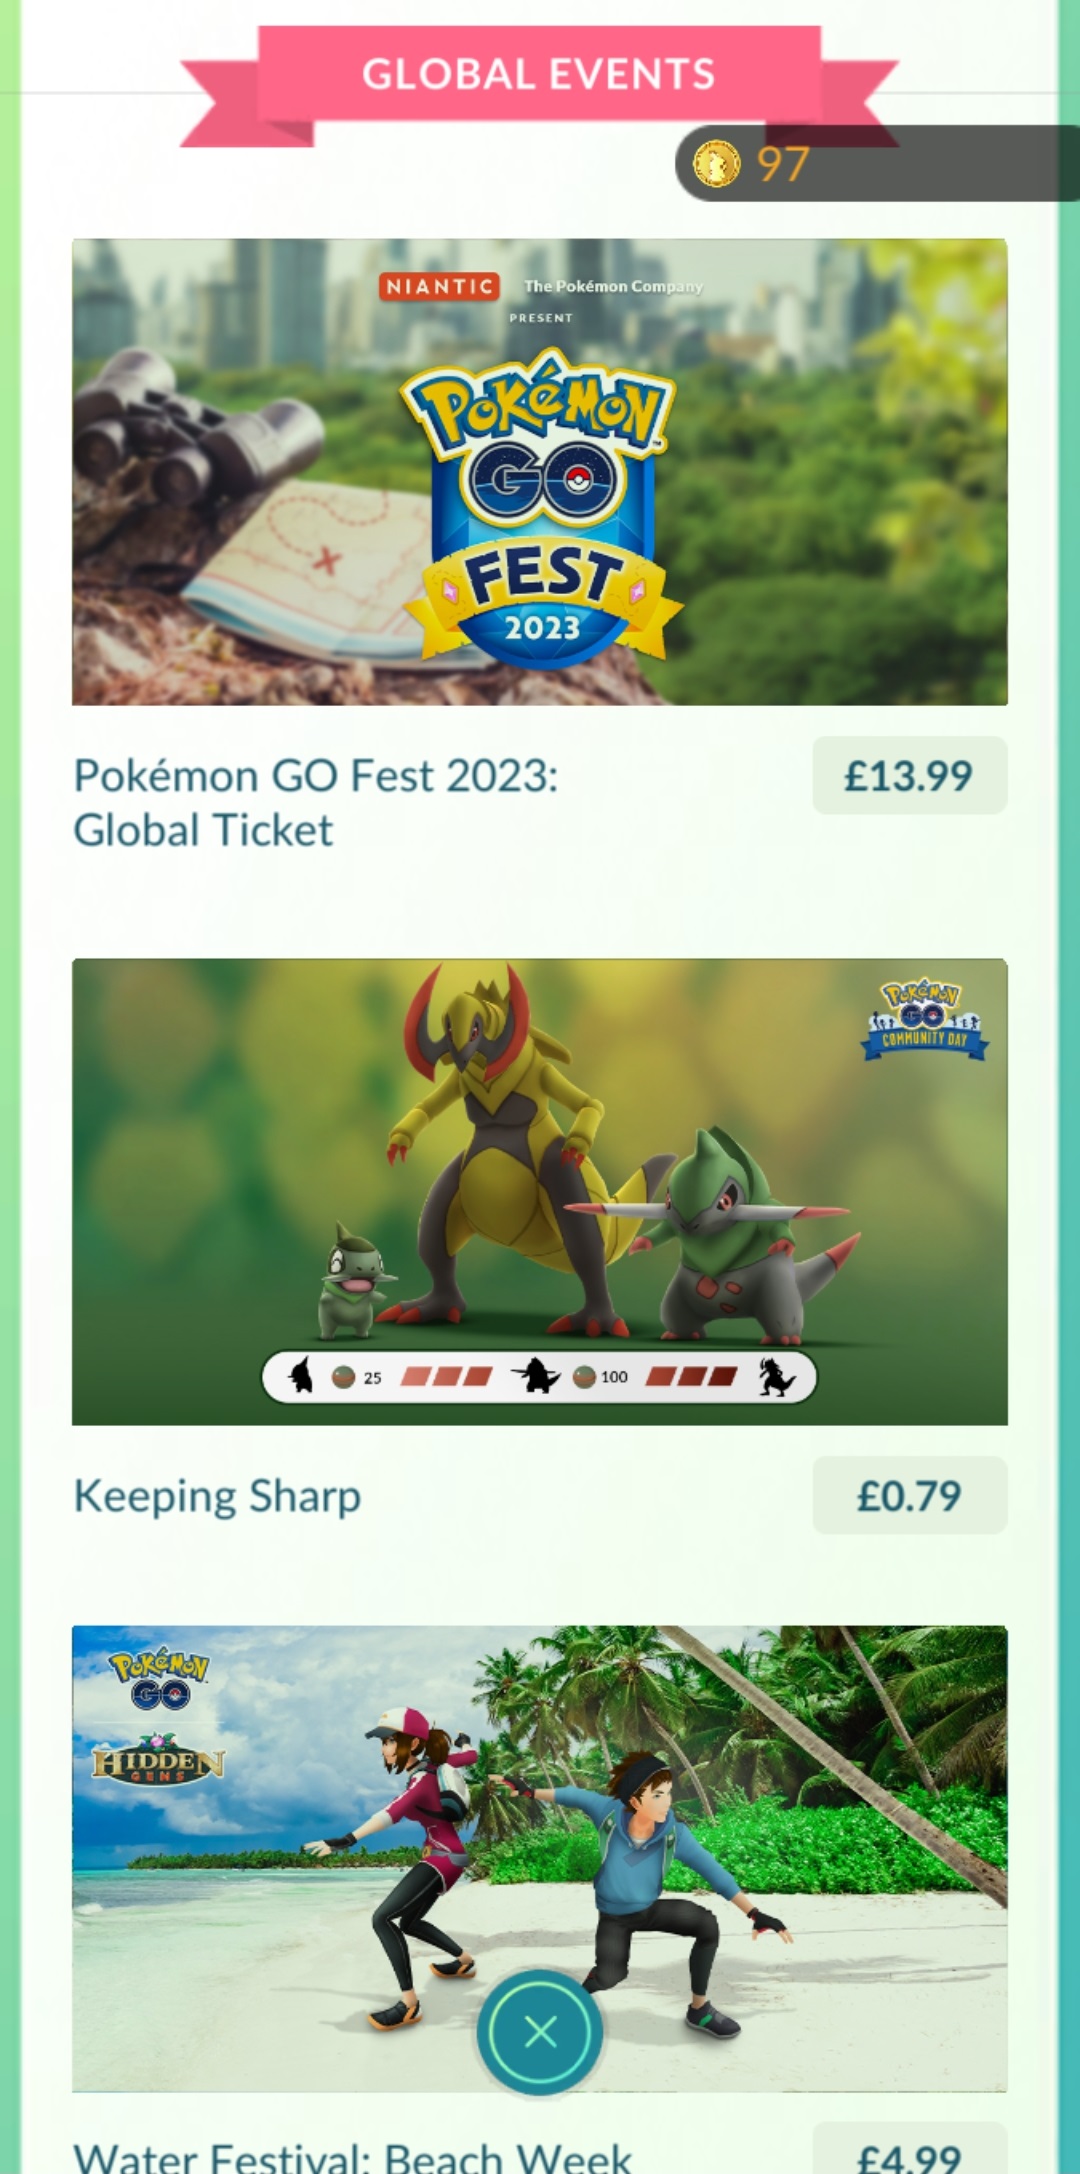 GLOBAL EVENTS
97
NIANTIC The Pokémon Company
PRESENT
Pokémon
GO
FEST
2023
Pokémon GO Fest 2023:
Global Ticket
£13.99
Pokémon
GO
COMMUNITY DAY
25 100
Keeping Sharp
£0.79
Pokémon
GO
HIDDEN
GEMS
Water Festival: Beach Week
£4.99